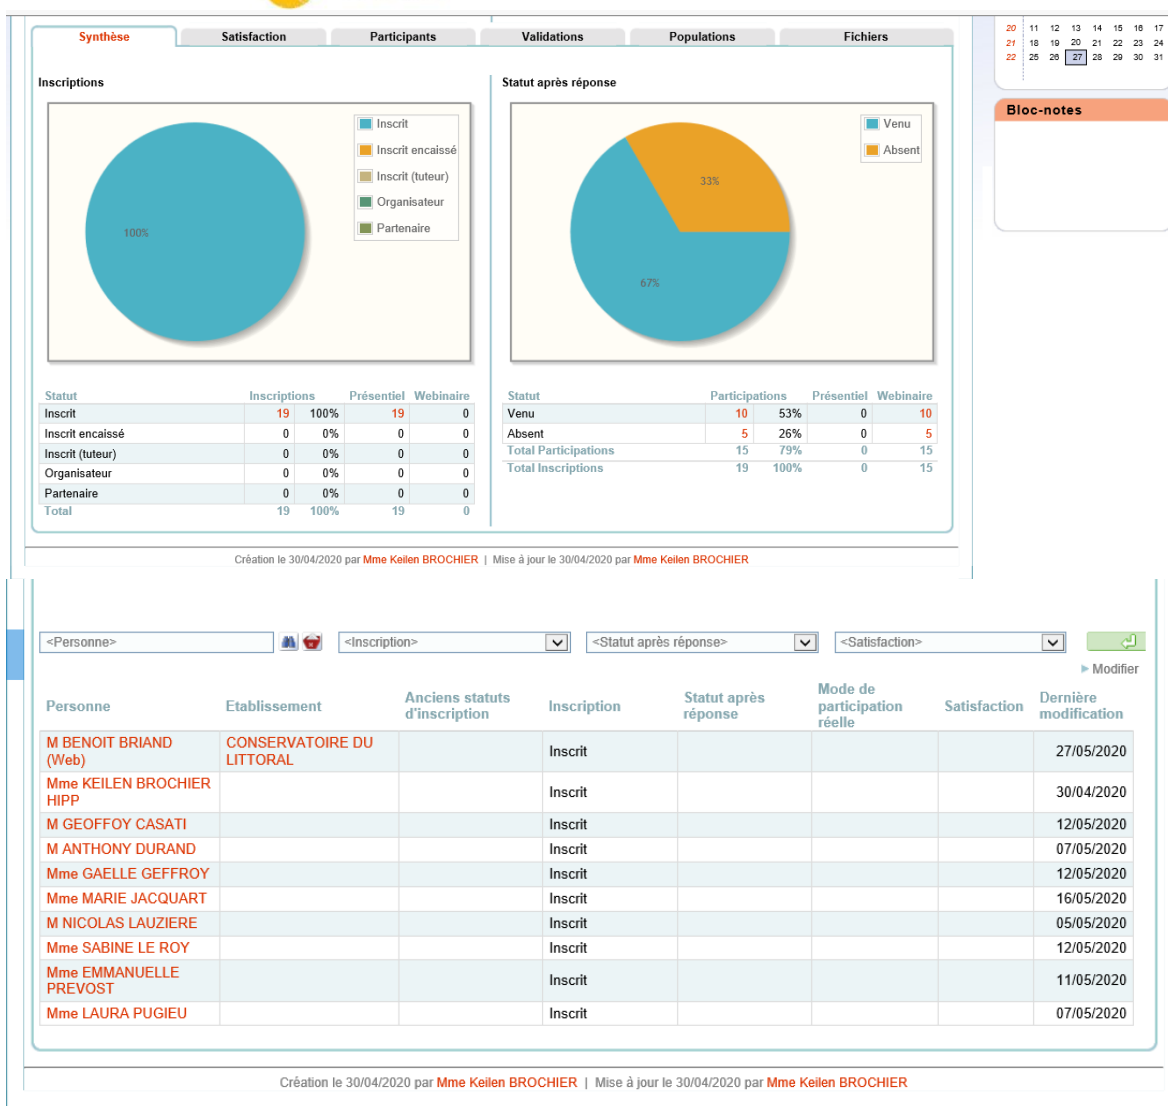 Synthèse Satisfaction Participants Validations Populations Fichiers
20 11 12 13 14 15 16 17
21 18 19 20 21 22 23 24
22 25 26 27 28 29 30 31
Bloc-notes
Inscriptions
100%
Inscrit
Inscrit encaissé
Inscrit (tuteur)
Organisateur
Partenaire
Statut après réponse
33%
67%
Venu
Absent
Statut Inscriptions Présentiel Webinaire
Inscrit 19 100% 19 0
Inscrit encaissé 0 0% 0 0
Inscrit (tuteur) 0 0% 0 0
Organisateur 0 0% 0 0
Partenaire 0 0% 0 0
Total 19 100% 19 0
Statut Participations Présentiel Webinaire
Venu 10 53% 0 10
Absent 5 26% 0 5
Total Participations 15 79% 0 15
Total Inscriptions 19 100% 0 15
Création le 30/04/2020 par Mme Keilen BROCHIER | Mise à jour le 30/04/2020 par Mme Keilen BROCHIER
<Personne> <Inscription> <Statut après réponse> <Satisfaction>
Modifier
Personne Etablissement Anciens statuts d'inscription Inscription Statut après réponse Mode de participation réelle Satisfaction Dernière modification
M BENOIT BRIAND (Web) CONSERVATOIRE DU LITTORAL Inscrit 27/05/2020
Mme KEILEN BROCHIER HIPP Inscrit 30/04/2020
M GEOFFOY CASATI Inscrit 12/05/2020
M ANTHONY DURAND Inscrit 07/05/2020
Mme GAELLE GEFFROY Inscrit 12/05/2020
Mme MARIE JACQUART Inscrit 16/05/2020
M NICOLAS LAUZIERE Inscrit 05/05/2020
Mme SABINE LE ROY Inscrit 12/05/2020
Mme EMMANUELLE PREVOST Inscrit 11/05/2020
Mme LAURA PUGIEU Inscrit 07/05/2020
Création le 30/04/2020 par Mme Keilen BROCHIER | Mise à jour le 30/04/2020 par Mme Keilen BROCHIER